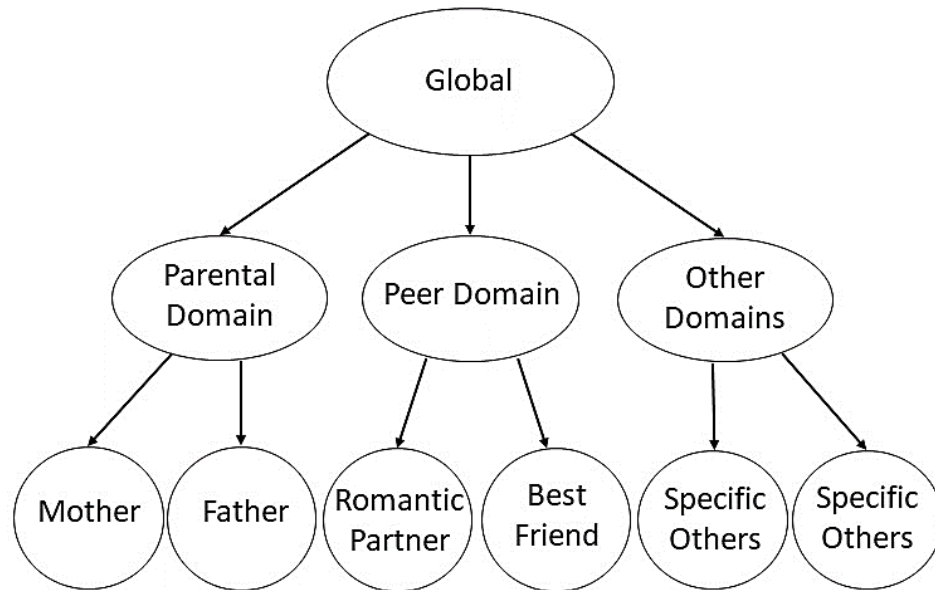 Global
Parental
Domain
Peer Domain
Other
Domains
Mother
Father
Romantic
Partner
Best
Friend
Specific
Others
Specific
Others